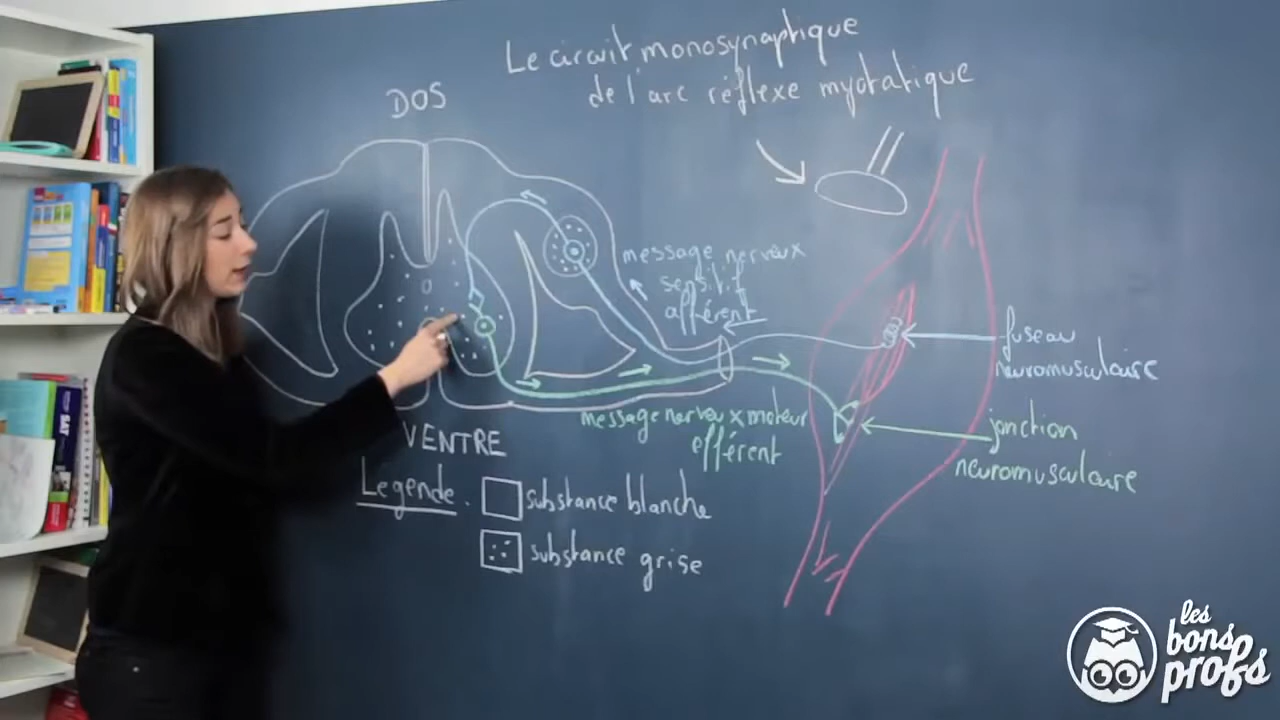 Le circuit monosynaptique
de l'arc réflexe myotatique
DOS
message nerveux
sensitif
afférent
fuseau
neuromusculaire
message nerveux moteur
efférent
jonction
neuromusculaire
VENTRE
Legende.
substance blanche
substance grise
SAT
les
bons
profs